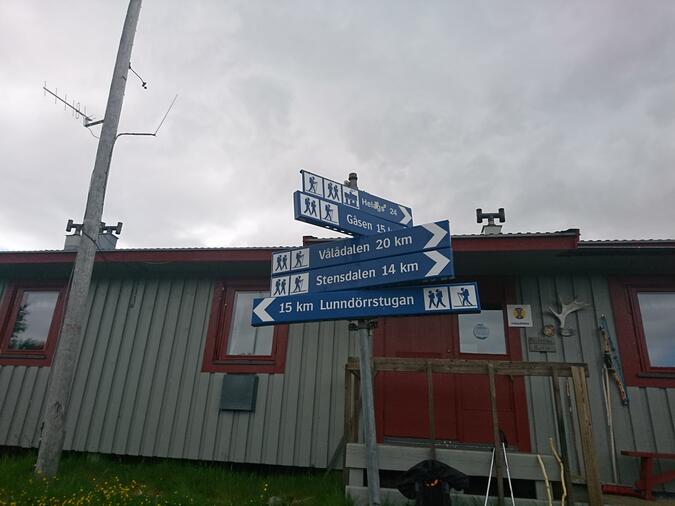 Helags 24
Gåsen 15
Vålådalen 20 km
Stensdalen 14 km
15 km Lunndörrstugan